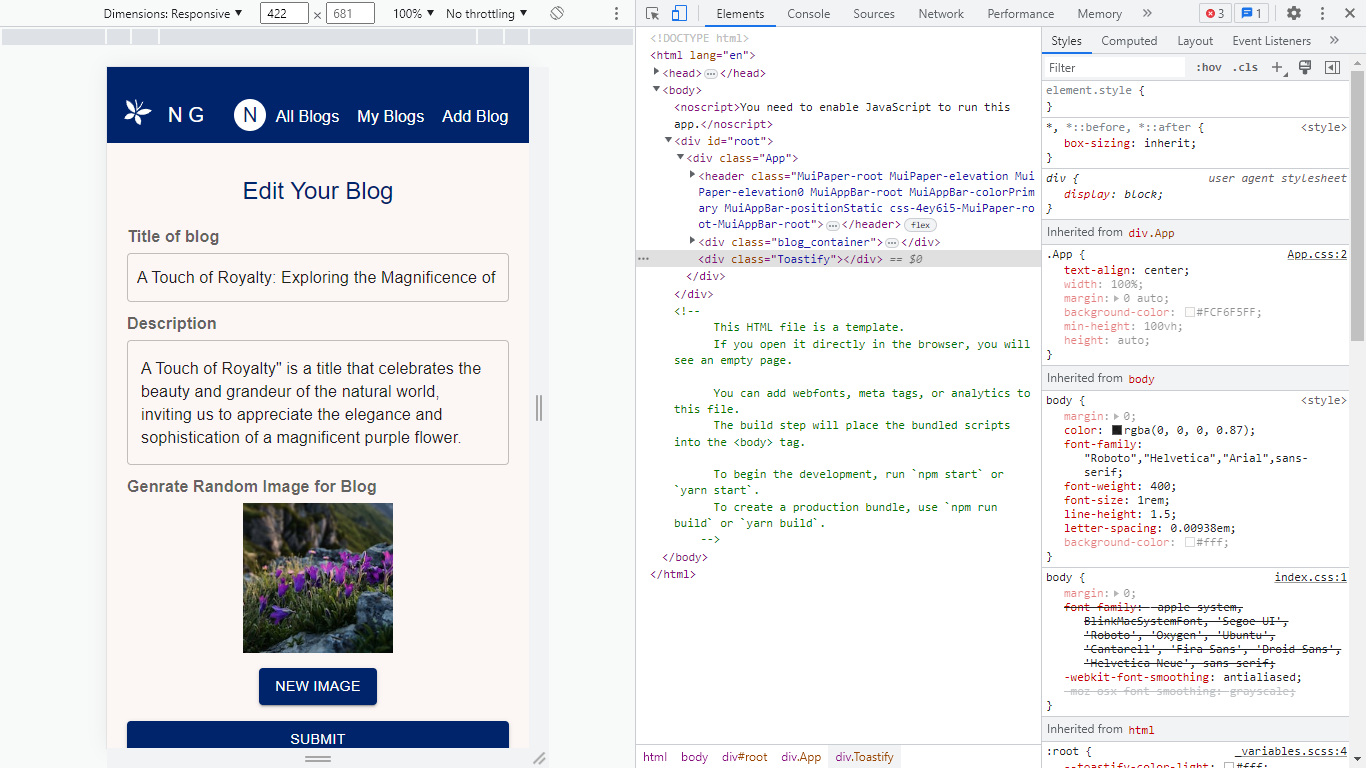 Dimensions: Responsive ▼ 422 × 681 100% ▼ No throttling ▼
N G N All Blogs My Blogs Add Blog
Edit Your Blog
Title of blog
A Touch of Royalty: Exploring the Magnificence of
Description
A Touch of Royalty" is a title that celebrates the
beauty and grandeur of the natural world,
inviting us to appreciate the elegance and
sophistication of a magnificent purple flower.
Genrate Random Image for Blog
NEW IMAGE
SUBMIT
Elements Console Sources Network Performance Memory » 3 1
<!DOCTYPE html>
<html lang="en">
▶<head>…</head>
▼<body>
<noscript>You need to enable JavaScript to run this
app.</noscript>
▼<div id="root">
▼<div class="App">
▶<header class="MuiPaper-root MuiPaper-elevation Mui
Paper-elevation0 MuiAppBar-root MuiAppBar-colorPrim
ary MuiAppBar-positionStatic css-4ey6i5-MuiPaper-ro
ot-MuiAppBar-root">…</header> flex
▶<div class="blog_container">…</div>
… <div class="Toastify"></div> == $0
</div>
</div>
<!--
This HTML file is a template.
If you open it directly in the browser, you will
see an empty page.
You can add webfonts, meta tags, or analytics to
this file.
The build step will place the bundled scripts
into the <body> tag.
To begin the development, run `npm start` or
`yarn start`.
To create a production bundle, use `npm run
build` or `yarn build`.
-->
</body>
</html>
html body div#root div.App div.Toastify
Styles Computed Layout Event Listeners »
Filter :hov .cls +
element.style {
}
*, *::before, *::after { <style>
box-sizing: inherit;
}
div { user agent stylesheet
display: block;
}
Inherited from div.App
.App { App.css:2
text-align: center;
width: 100%;
margin:▶ 0 auto;
background-color: #FCF6F5FF;
min-height: 100vh;
height: auto;
}
Inherited from body
body { <style>
margin:▶ 0;
color: rgba(0, 0, 0, 0.87);
font-family:
"Roboto","Helvetica","Arial",sans-
serif;
font-weight: 400;
font-size: 1rem;
line-height: 1.5;
letter-spacing: 0.00938em;
background-color: #fff;
}
body { index.css:1
margin:▶ 0;
font-family: -apple-system,
BlinkMacSystemFont, 'Segoe UI',
'Roboto', 'Oxygen', 'Ubuntu',
'Cantarell', 'Fira Sans', 'Droid Sans',
'Helvetica Neue', sans-serif;
-webkit-font-smoothing: antialiased;
-moz-osx-font-smoothing: grayscale;
}
Inherited from html
:root { _variables.scss:4
--toastify-color-light: #fff;